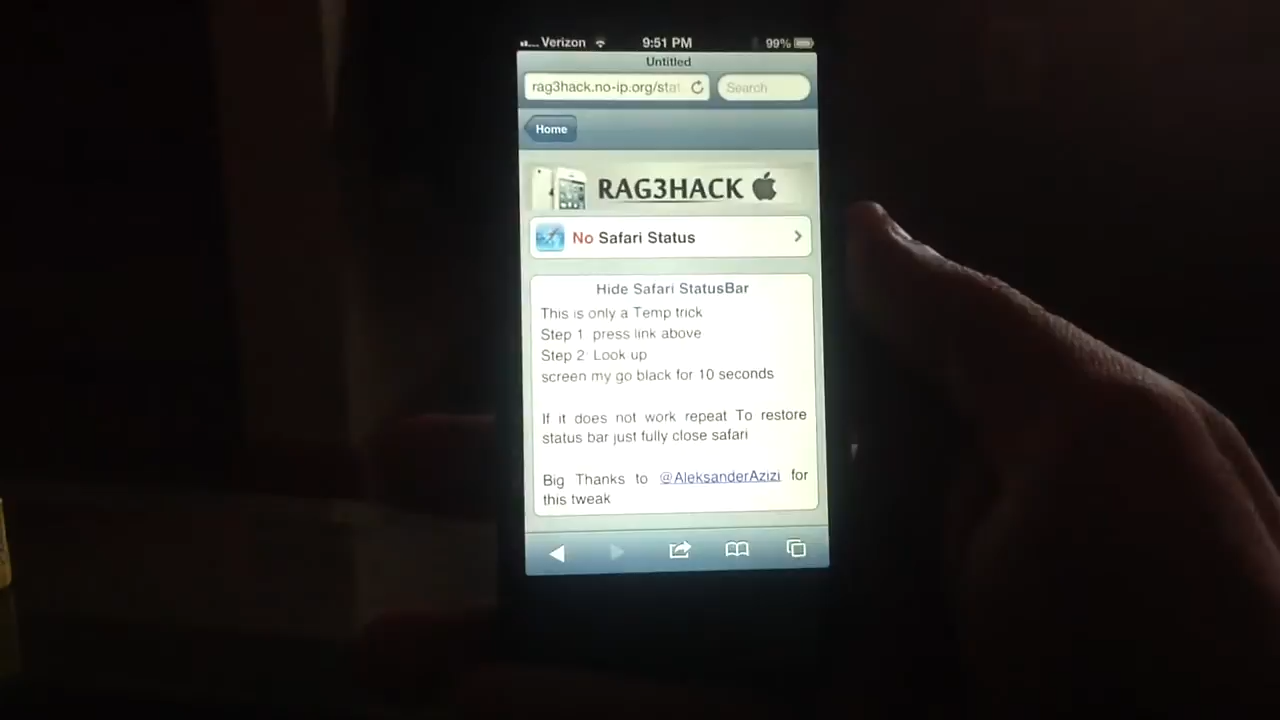 Verizon 9:51 PM 99%
Untitled
rag3hack.no-ip.org/stat Search
Home
RAG3HACK
No Safari Status
Hide Safari StatusBar
This is only a Temp trick
Step 1: press link above
Step 2: Look up
screen my go black for 10 seconds
If it does not work repeat To restore
status bar just fully close safari
Big Thanks to @AleksanderAzizi for
this tweak